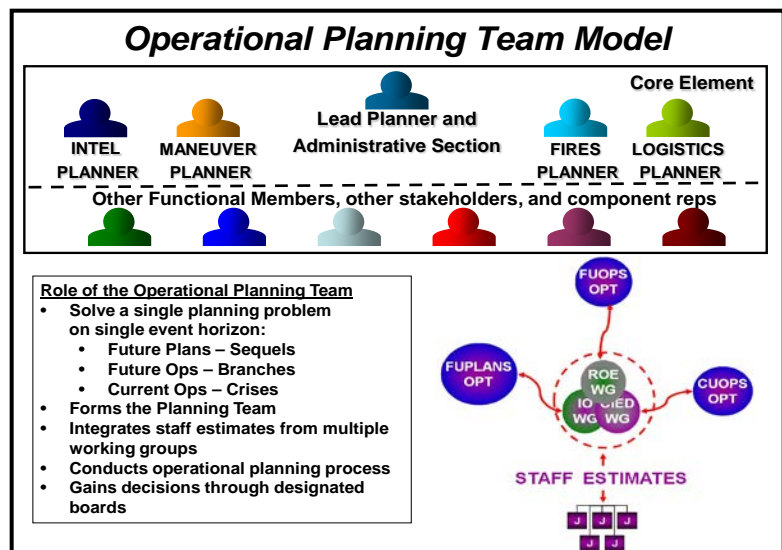 Operational Planning Team Model
Core Element
Lead Planner and
Administrative Section
INTEL
PLANNER
MANEUVER
PLANNER
FIRES
PLANNER
LOGISTICS
PLANNER
Other Functional Members, other stakeholders, and component reps
Role of the Operational Planning Team
• Solve a single planning problem
on single event horizon:
• Future Plans – Sequels
• Future Ops – Branches
• Current Ops – Crises
• Forms the Planning Team
• Integrates staff estimates from multiple
working groups
• Conducts operational planning process
• Gains decisions through designated
boards
FUOPS
OPT
FUPLANS
OPT
CUOPS
OPT
ROE
WG
IO
WG
CIED
WG
STAFF ESTIMATES
J J J
J J